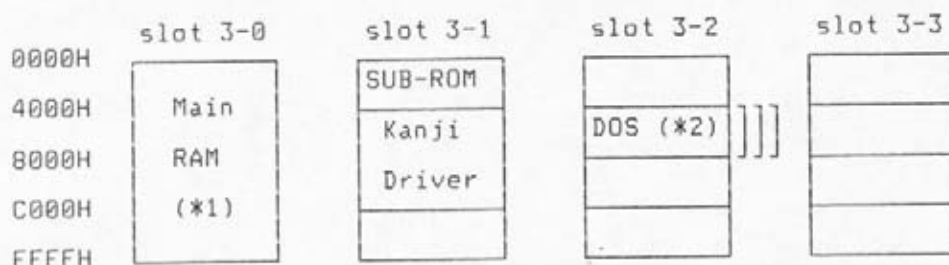 slot 3-0 slot 3-1 slot 3-2 slot 3-3
0000H
SUB-ROM
4000H Main Kanji DOS (*2)
8000H RAM
Driver
C000H (*1)
FFFFH